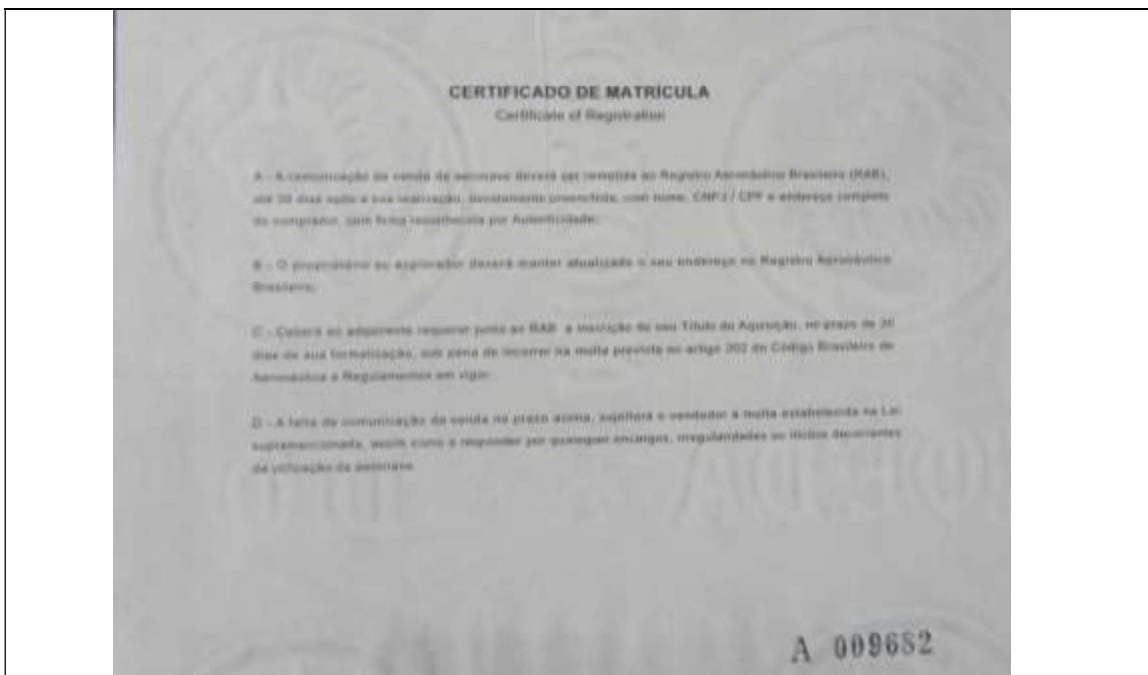 CERTIFICADO DE MATRÍCULA
Certificate of Registration
A - A comunicação de venda de aeronave deverá ser remetida ao Registro Aeronáutico Brasileiro (RAB),
até 30 dias após a sua realização, devidamente preenchida, com nome, CNPJ / CPF e endereço completo
do comprador, com firma reconhecida por Autenticidade;
B - O proprietário ou explorador deverá manter atualizado o seu endereço no Registro Aeronáutico
Brasileiro;
C - Caberá ao adquirente requerer junto ao RAB a inscrição do seu Título de Aquisição, no prazo de 30
dias de sua formalização, sob pena de incorrer na multa prevista no artigo 302 do Código Brasileiro de
Aeronáutica e Regulamentos em vigor;
D - A falta de comunicação de venda no prazo acima, sujeitará o vendedor a multa estabelecida na Lei
supramencionada, assim como a responder por quaisquer encargos, irregularidades ou ilícitos decorrentes
da utilização da aeronave.
A 009682